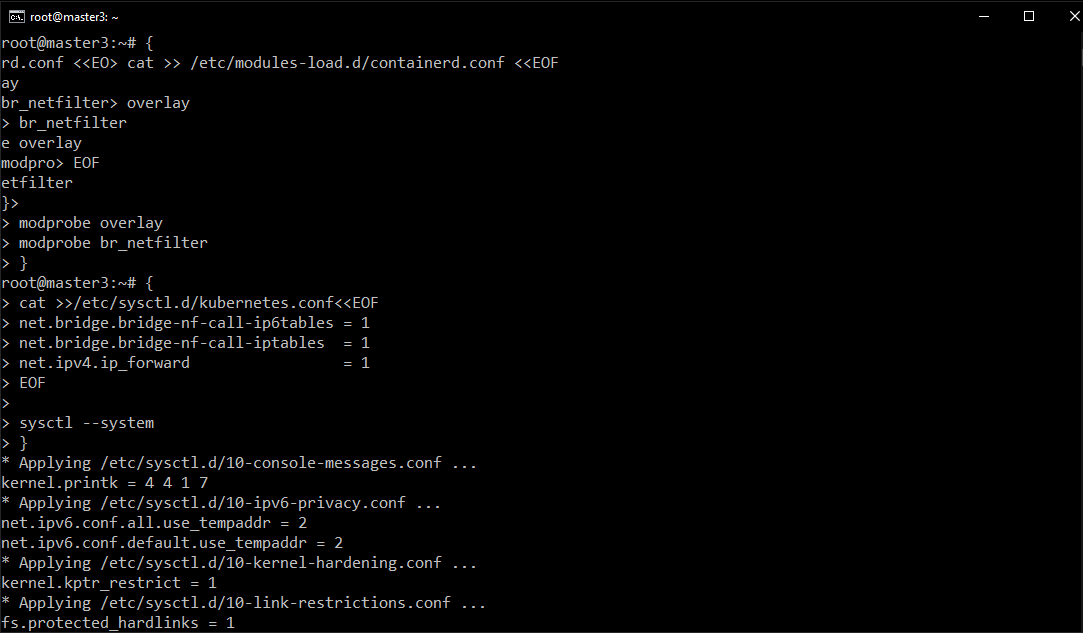 root@master3: ~
root@master3:~# {
rd.conf <<EO> cat >> /etc/modules-load.d/containerd.conf <<EOF
ay
br_netfilter> overlay
> br_netfilter
e overlay
modpro> EOF
etfilter
}>
> modprobe overlay
> modprobe br_netfilter
> }
root@master3:~# {
> cat >>/etc/sysctl.d/kubernetes.conf<<EOF
> net.bridge.bridge-nf-call-ip6tables = 1
> net.bridge.bridge-nf-call-iptables  = 1
> net.ipv4.ip_forward                 = 1
> EOF
>
> sysctl --system
> }
* Applying /etc/sysctl.d/10-console-messages.conf ...
kernel.printk = 4 4 1 7
* Applying /etc/sysctl.d/10-ipv6-privacy.conf ...
net.ipv6.conf.all.use_tempaddr = 2
net.ipv6.conf.default.use_tempaddr = 2
* Applying /etc/sysctl.d/10-kernel-hardening.conf ...
kernel.kptr_restrict = 1
* Applying /etc/sysctl.d/10-link-restrictions.conf ...
fs.protected_hardlinks = 1